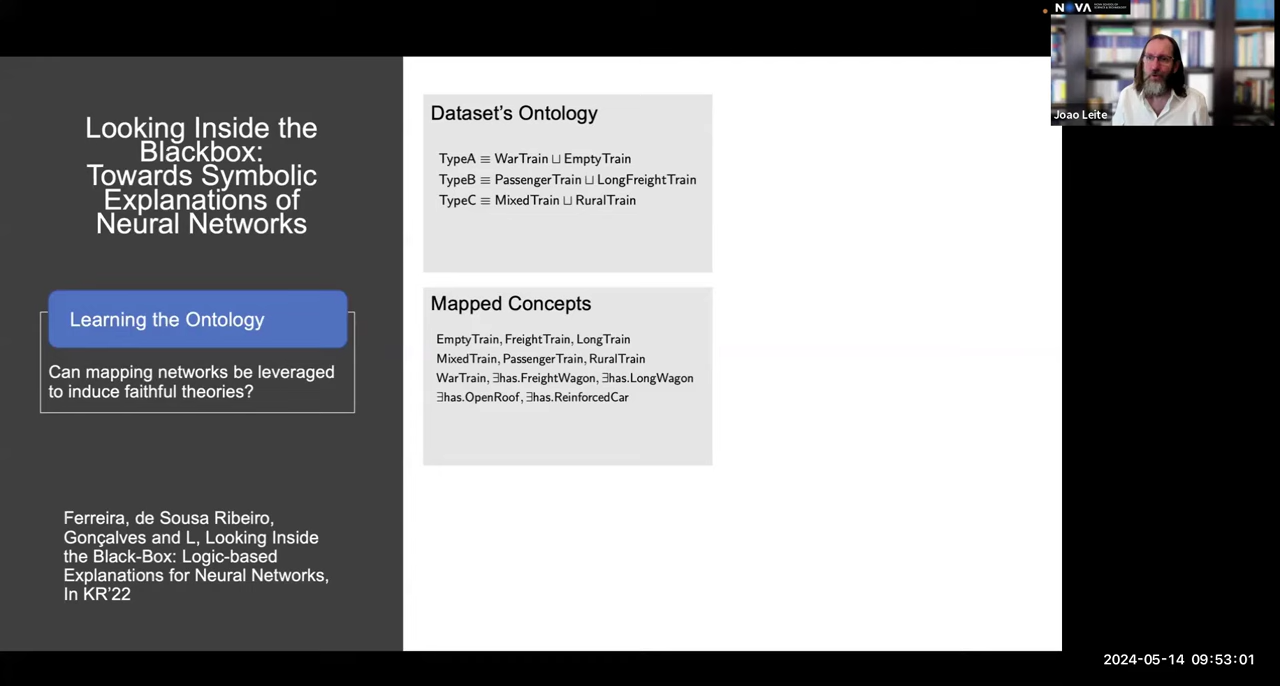 Looking Inside the
Blackbox:
Towards Symbolic
Explanations of
Neural Networks
Learning the Ontology
Can mapping networks be leveraged
to induce faithful theories?
Ferreira, de Sousa Ribeiro,
Gonçalves and L, Looking Inside
the Black-Box: Logic-based
Explanations for Neural Networks,
In KR'22
Dataset's Ontology
TypeA ≡ WarTrain ⊔ EmptyTrain
TypeB ≡ PassengerTrain ⊔ LongFreightTrain
TypeC ≡ MixedTrain ⊔ RuralTrain
Mapped Concepts
EmptyTrain, FreightTrain, LongTrain
MixedTrain, PassengerTrain, RuralTrain
WarTrain, ∃has.FreightWagon, ∃has.LongWagon
∃has.OpenRoof, ∃has.ReinforcedCar
NOVA
Joao Leite
2024-05-14 09:53:01